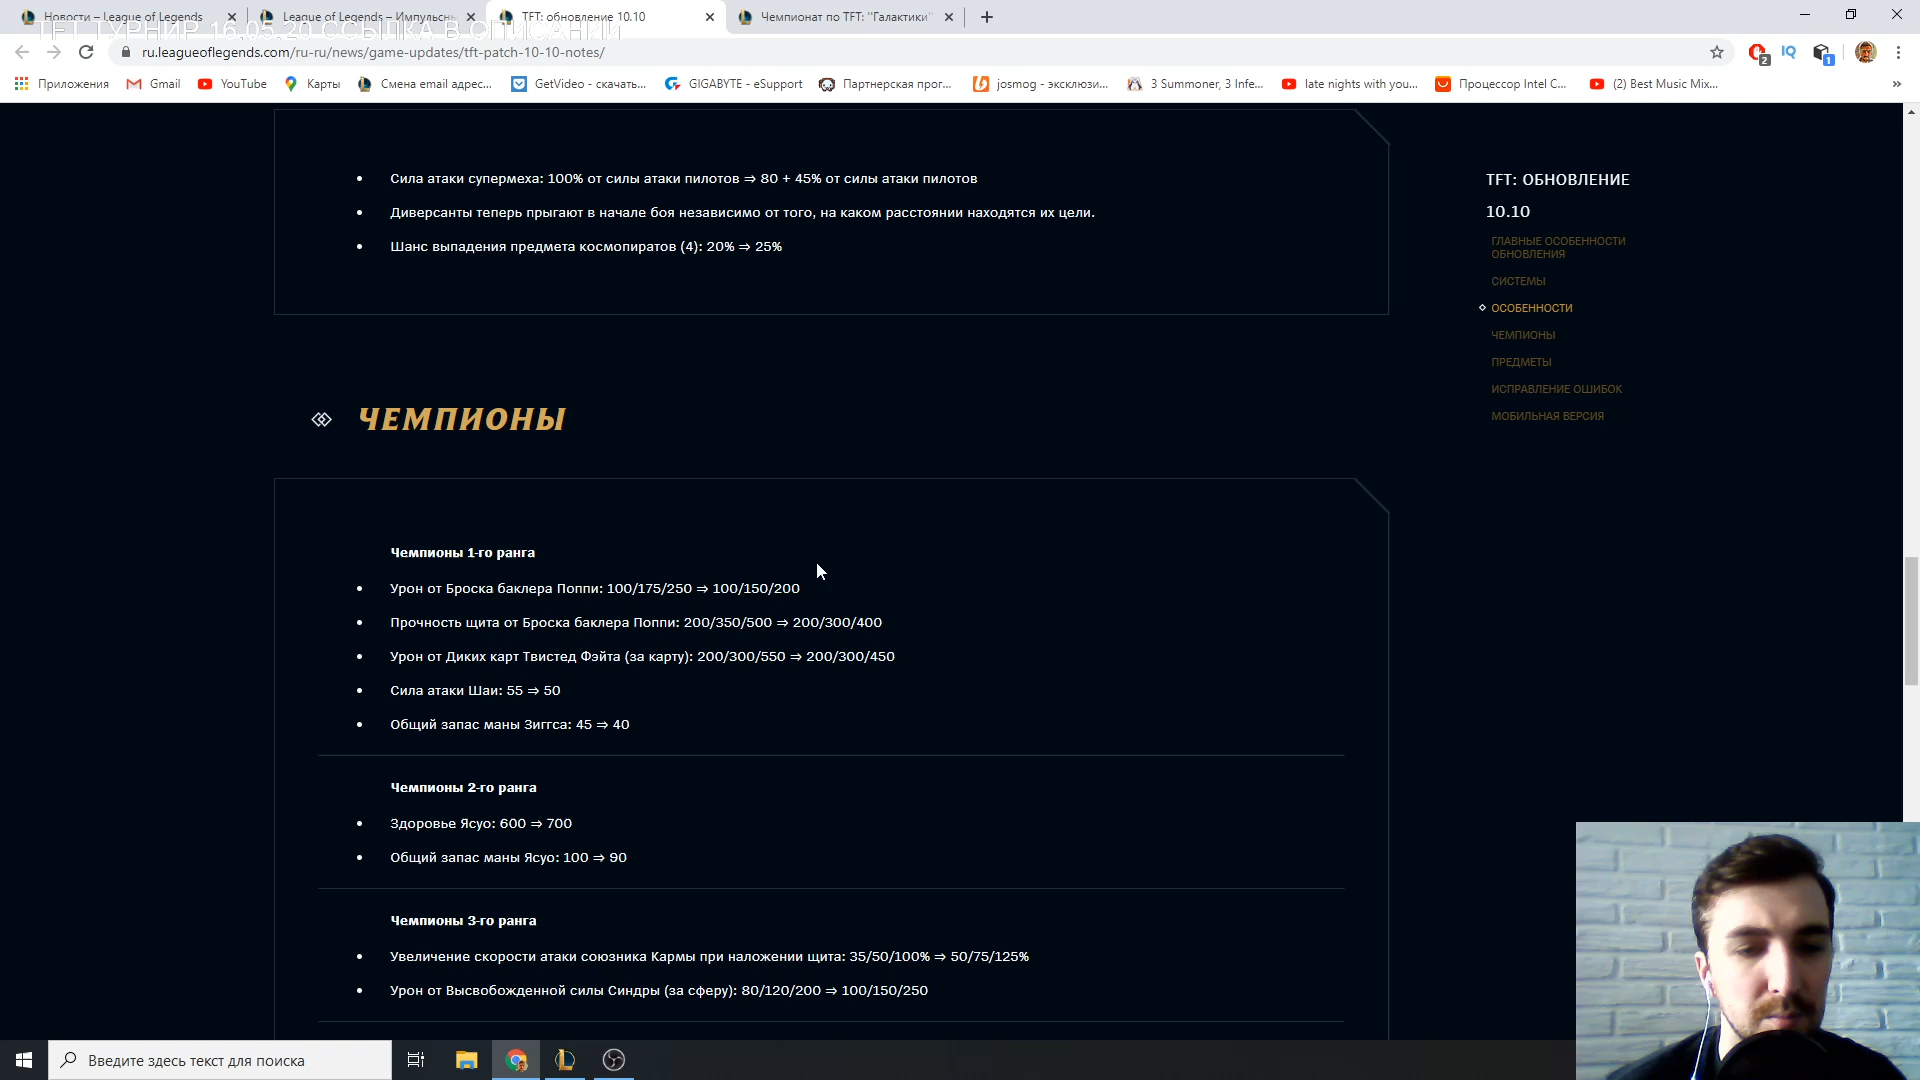 Новости – League of Legends
League of Legends – Импульсн
TFT: обновление 10.10
Чемпионат по TFT: "Галактики"
TFT ТУРНИР 16.05.20 ССЫЛКА В ОПИСАНИИ
ru.leagueoflegends.com/ru-ru/news/game-updates/tft-patch-10-10-notes/
2
IQ
1
Приложения
Gmail
YouTube
Карты
Смена email адрес...
GetVideo - скачать...
GIGABYTE - eSupport
Партнерская прог...
josmog - эксклюзи...
3 Summoner, 3 Infe...
late nights with you...
Процессор Intel C...
(2) Best Music Mix...
Сила атаки супермеха: 100% от силы атаки пилотов ⇒ 80 + 45% от силы атаки пилотов
Диверсанты теперь прыгают в начале боя независимо от того, на каком расстоянии находятся их цели.
Шанс выпадения предмета космопиратов (4): 20% ⇒ 25%
ЧЕМПИОНЫ
Чемпионы 1-го ранга
Урон от Броска баклера Поппи: 100/175/250 ⇒ 100/150/200
Прочность щита от Броска баклера Поппи: 200/350/500 ⇒ 200/300/400
Урон от Диких карт Твистед Фэйта (за карту): 200/300/550 ⇒ 200/300/450
Сила атаки Шаи: 55 ⇒ 50
Общий запас маны Зиггса: 45 ⇒ 40
Чемпионы 2-го ранга
Здоровье Ясуо: 600 ⇒ 700
Общий запас маны Ясуо: 100 ⇒ 90
Чемпионы 3-го ранга
Увеличение скорости атаки союзника Кармы при наложении щита: 35/50/100% ⇒ 50/75/125%
Урон от Высвобожденной силы Синдры (за сферу): 80/120/200 ⇒ 100/150/250
TFT: ОБНОВЛЕНИЕ
10.10
ГЛАВНЫЕ ОСОБЕННОСТИ
ОБНОВЛЕНИЯ
СИСТЕМЫ
ОСОБЕННОСТИ
ЧЕМПИОНЫ
ПРЕДМЕТЫ
ИСПРАВЛЕНИЕ ОШИБОК
МОБИЛЬНАЯ ВЕРСИЯ
Введите здесь текст для поиска